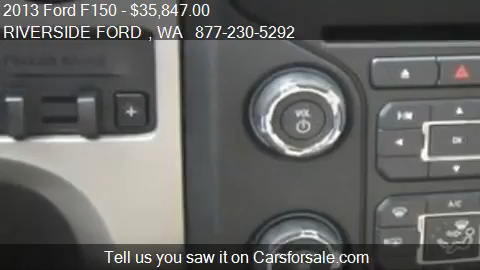 2013 Ford F150 - $35,847.00
RIVERSIDE FORD , WA 877-230-5292
+
VOL
OK
A/C
Tell us you saw it on Carsforsale.com